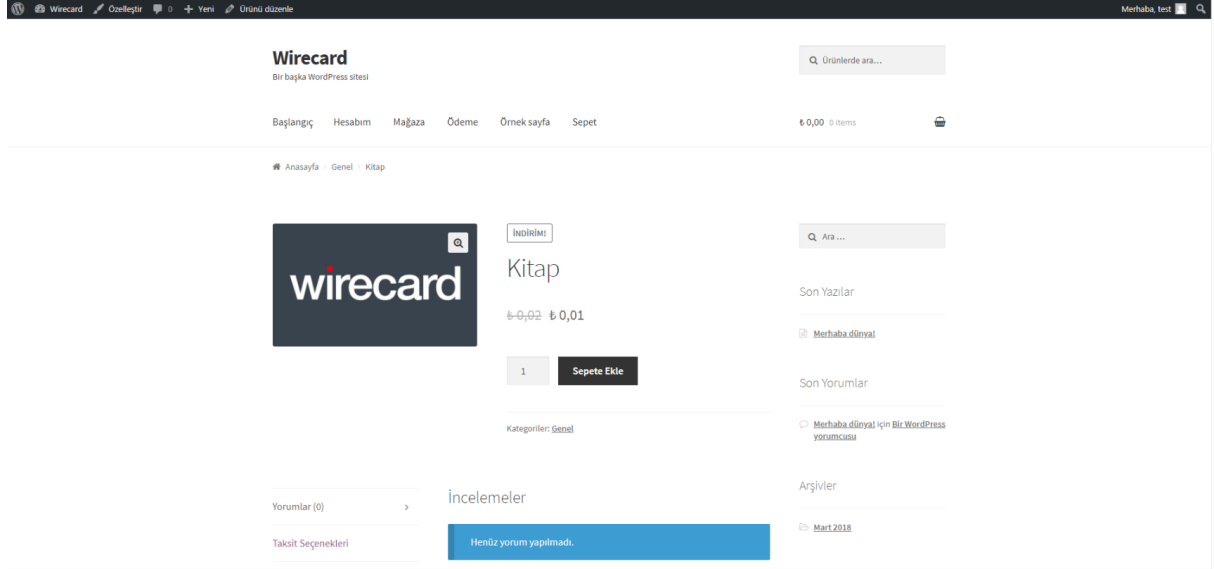 Wirecard Özelleştir 0 Yeni Ürünü düzenle
Merhaba, test
Wirecard
Bir başka WordPress sitesi
Ürünlerde ara…
Başlangıç Hesabım Mağaza Ödeme Örnek sayfa Sepet
₺ 0,00 0 items
Anasayfa Genel Kitap
wirecard
İNDİRİM!
Kitap
₺ 0,02 ₺ 0,01
1 Sepete Ekle
Kategoriler: Genel
Ara …
Son Yazılar
Merhaba dünya!
Son Yorumlar
Merhaba dünya! için Bir WordPress
yorumcusu
Arşivler
Mart 2018
Yorumlar (0)
Taksit Seçenekleri
İncelemeler
Henüz yorum yapılmadı.